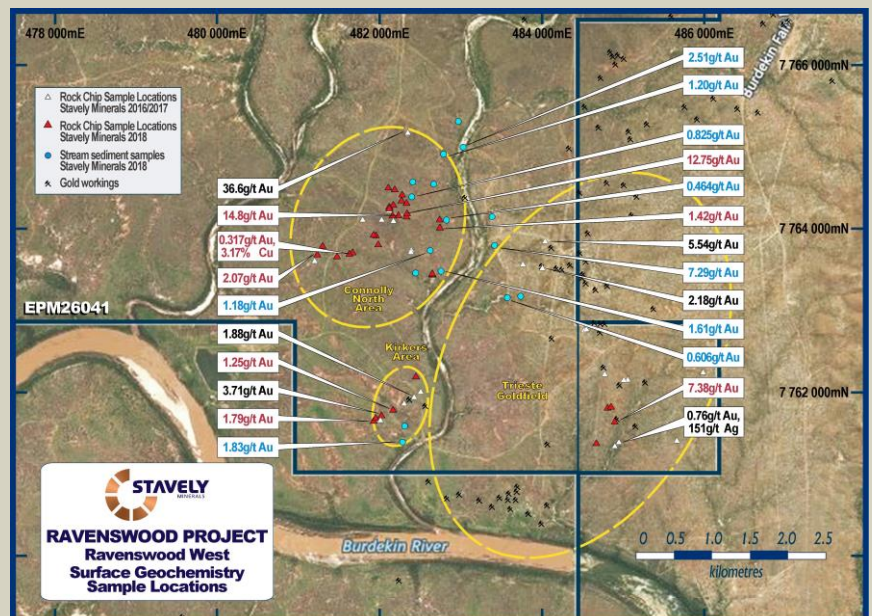 478 000mE
480 000mE
482 000mE
484 000mE
486 000mE
7 766 000mN
7 764 000mN
7 762 000mN
Burdekin Fal
Rock Chip Sample Locations
Stavely Minerals 2016/2017
Rock Chip Sample Locations
Stavely Minerals 2018
Stream sediment samples
Stavely Minerals 2018
Gold workings
36.6g/t Au
14.8g/t Au
0.317g/t Au,
3.17% Cu
2.07g/t Au
1.18g/t Au
1.88g/t Au
1.25g/t Au
3.71g/t Au
1.79g/t Au
1.83g/t Au
2.51g/t Au
1.20g/t Au
0.825g/t Au
12.75g/t Au
0.464g/t Au
1.42g/t Au
5.54g/t Au
7.29g/t Au
2.18g/t Au
1.61g/t Au
0.606g/t Au
7.38g/t Au
0.76g/t Au,
151g/t Ag
EPM26041
Connolly
North
Area
Kirkers
Area
Trieste
Goldfield
STAVELY
MINERALS
RAVENSWOOD PROJECT
Ravenswood West
Surface Geochemistry
Sample Locations
Burdekin River
0 0.5 1.0 1.5 2.0 2.5
kilometres